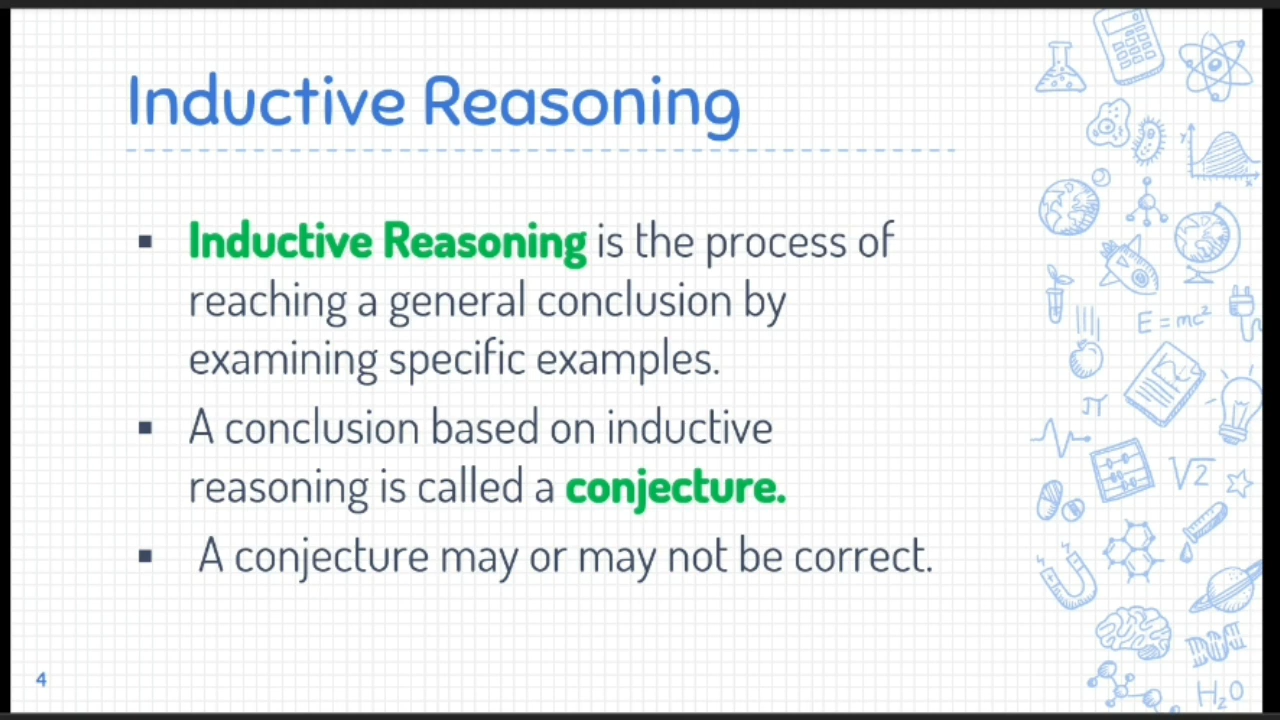 Inductive Reasoning
▪ Inductive Reasoning is the process of
reaching a general conclusion by
examining specific examples.
▪ A conclusion based on inductive
reasoning is called a conjecture.
▪ A conjecture may or may not be correct.
4
y
x
E=mc²
π
√2
H₂O